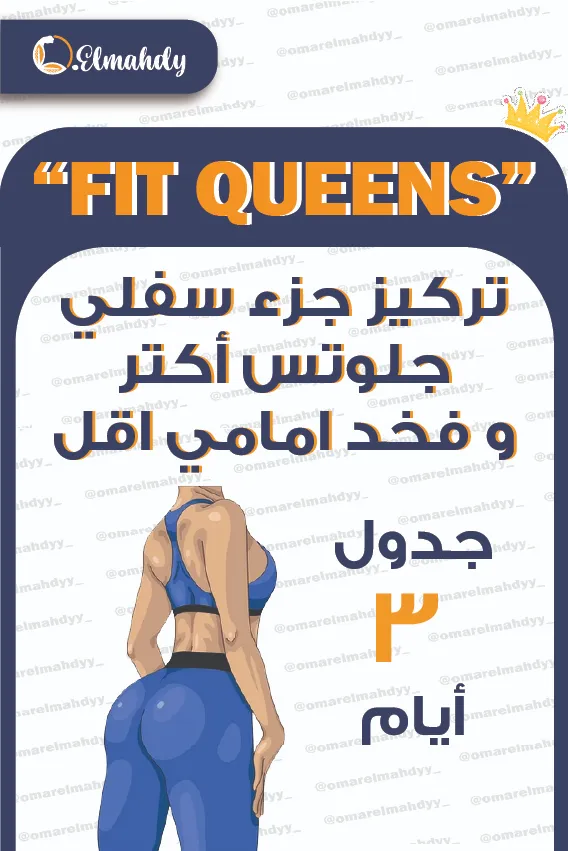 O.Elmahdy
“FIT QUEENS”
تركيز جزء سفلي
جلوتس أكتر
و فخد امامي اقل
جدول
٣
أيام
@omarelmahdyy_